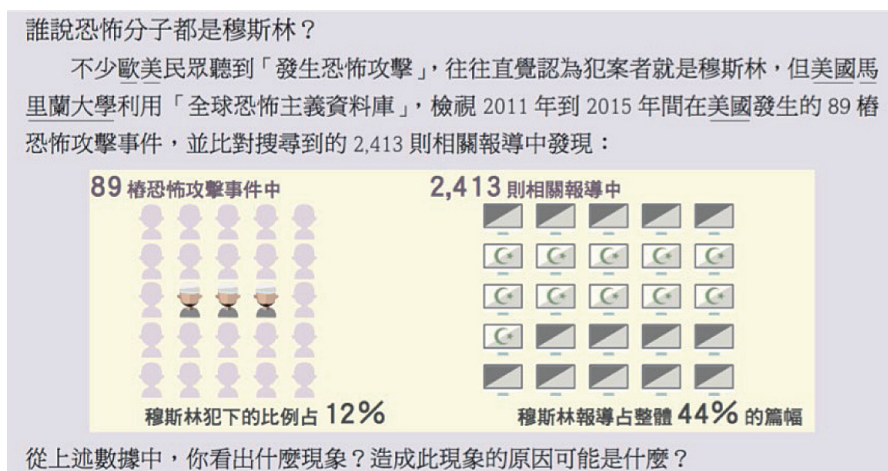 誰說恐怖分子都是穆斯林？
不少歐美民眾聽到「發生恐怖攻擊」，往往直覺認為犯案者就是穆斯林，但美國馬
里蘭大學利用「全球恐怖主義資料庫」，檢視 2011 年到 2015 年間在美國發生的 89 樁
恐怖攻擊事件，並比對搜尋到的 2,413 則相關報導中發現：
89 樁恐怖攻擊事件中
穆斯林犯下的比例占 12%
2,413 則相關報導中
穆斯林報導占整體 44% 的篇幅
從上述數據中，你看出什麼現象？造成此現象的原因可能是什麼？